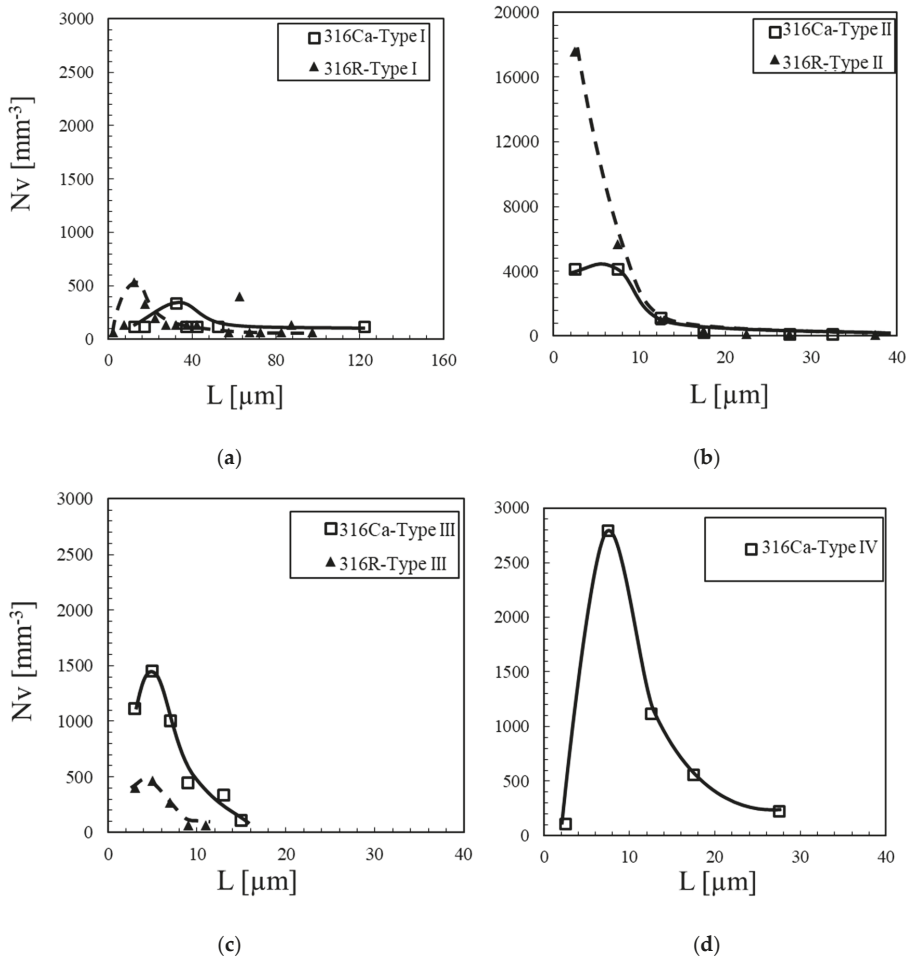 3000
2500
2000
1500
1000
500
0
Nv [mm-3]
316Ca-Type I
316R-Type I
0 40 80 120 160
L [µm]
(a)
20000
16000
12000
8000
4000
0
316Ca-Type II
316R-Type II
0 10 20 30 40
L [µm]
(b)
3000
2500
2000
1500
1000
500
0
Nv [mm-3]
316Ca-Type III
316R-Type III
0 10 20 30 40
L [µm]
(c)
3000
2500
2000
1500
1000
500
0
316Ca-Type IV
0 10 20 30 40
L [µm]
(d)